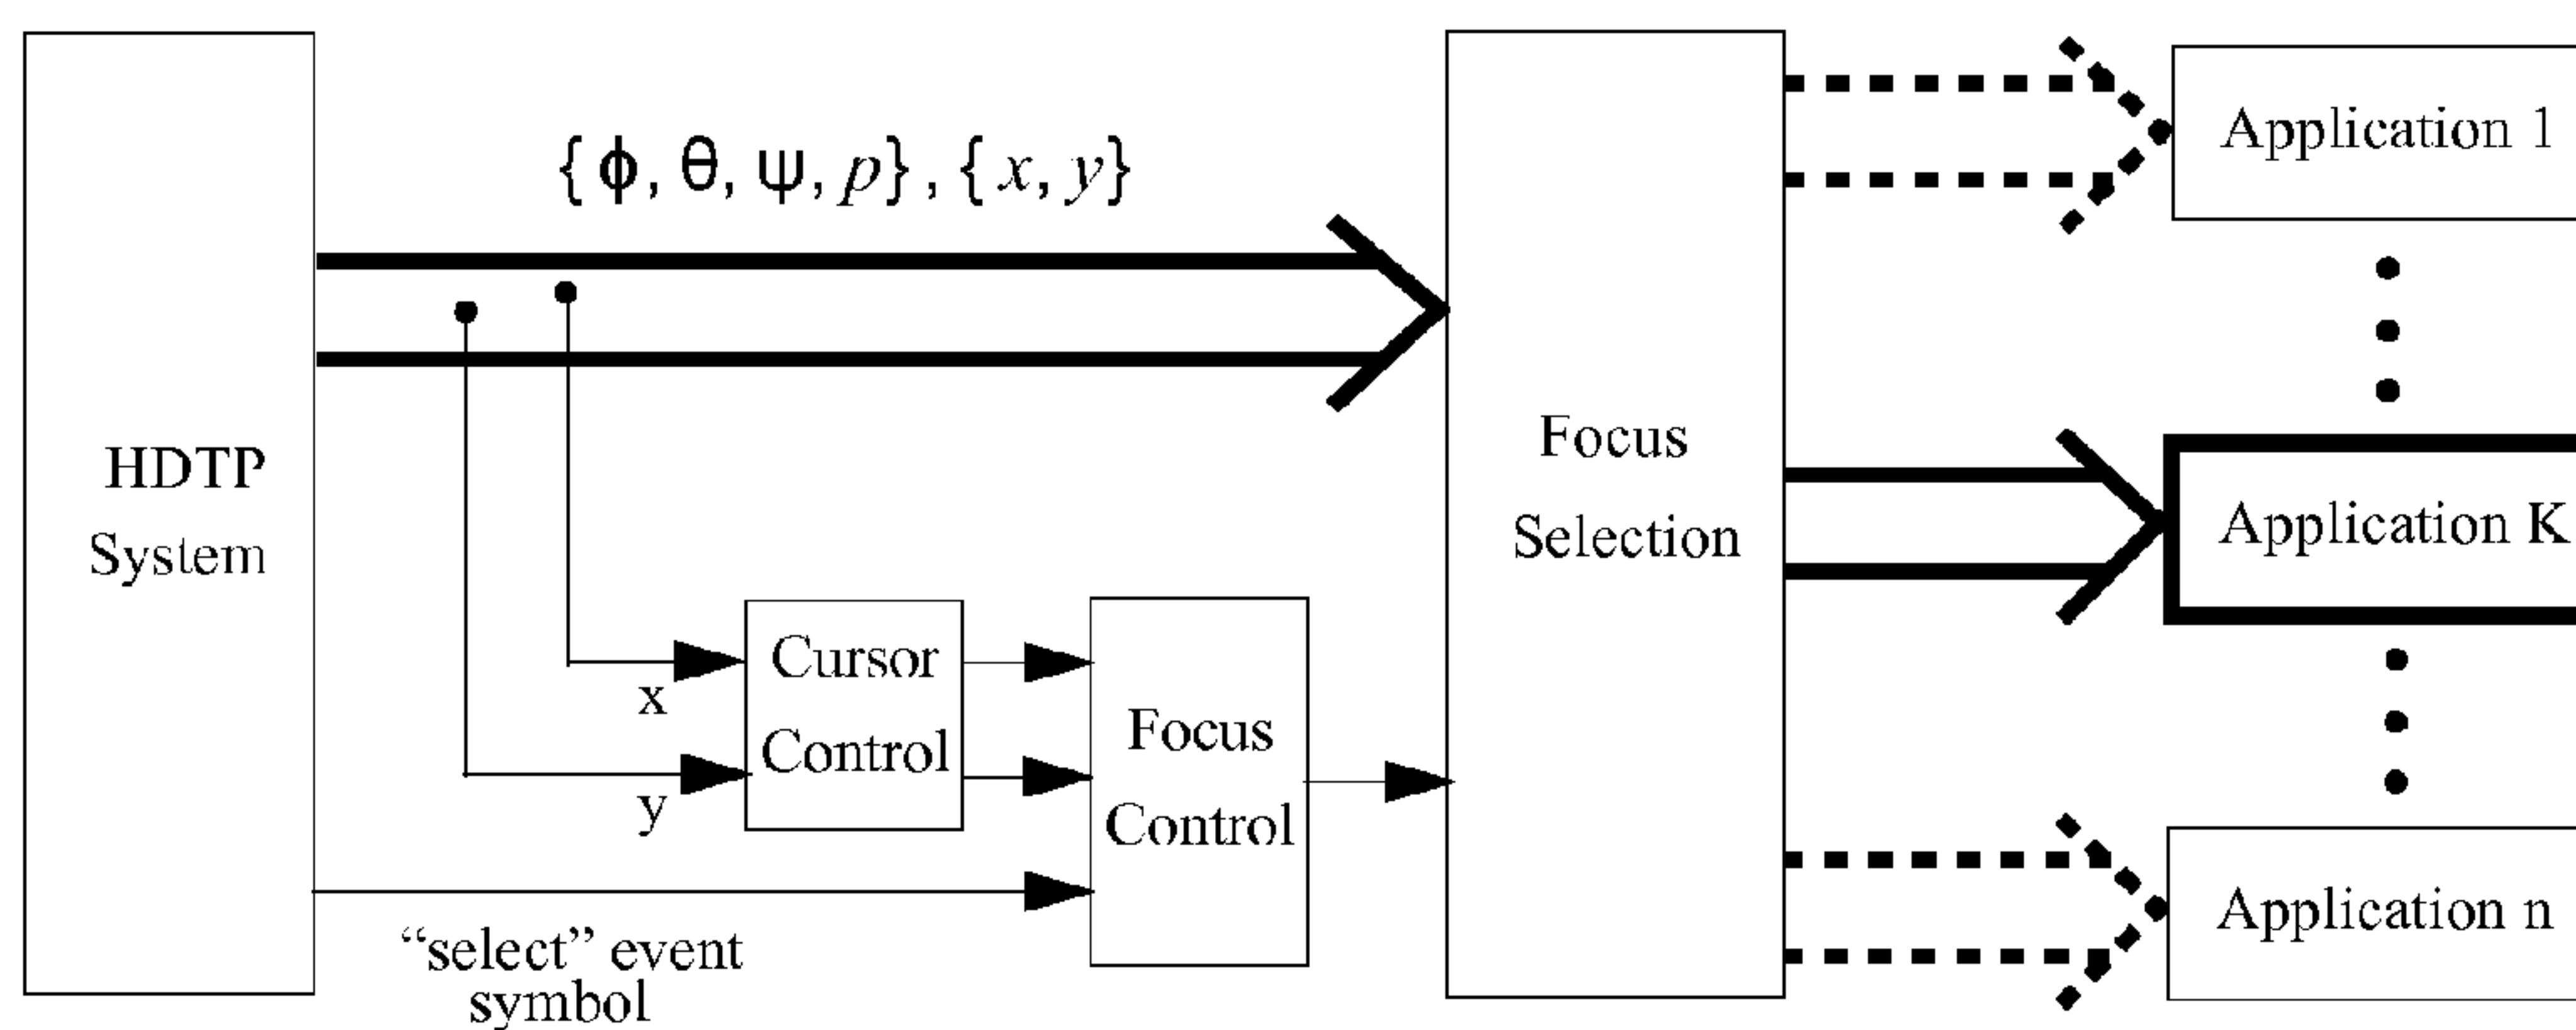 {ϕ, θ, ψ, p}, {x, y}
HDTP
System
x
y
Cursor
Control
Focus
Control
"select" event
symbol
Focus
Selection
Application 1
Application K
Application n